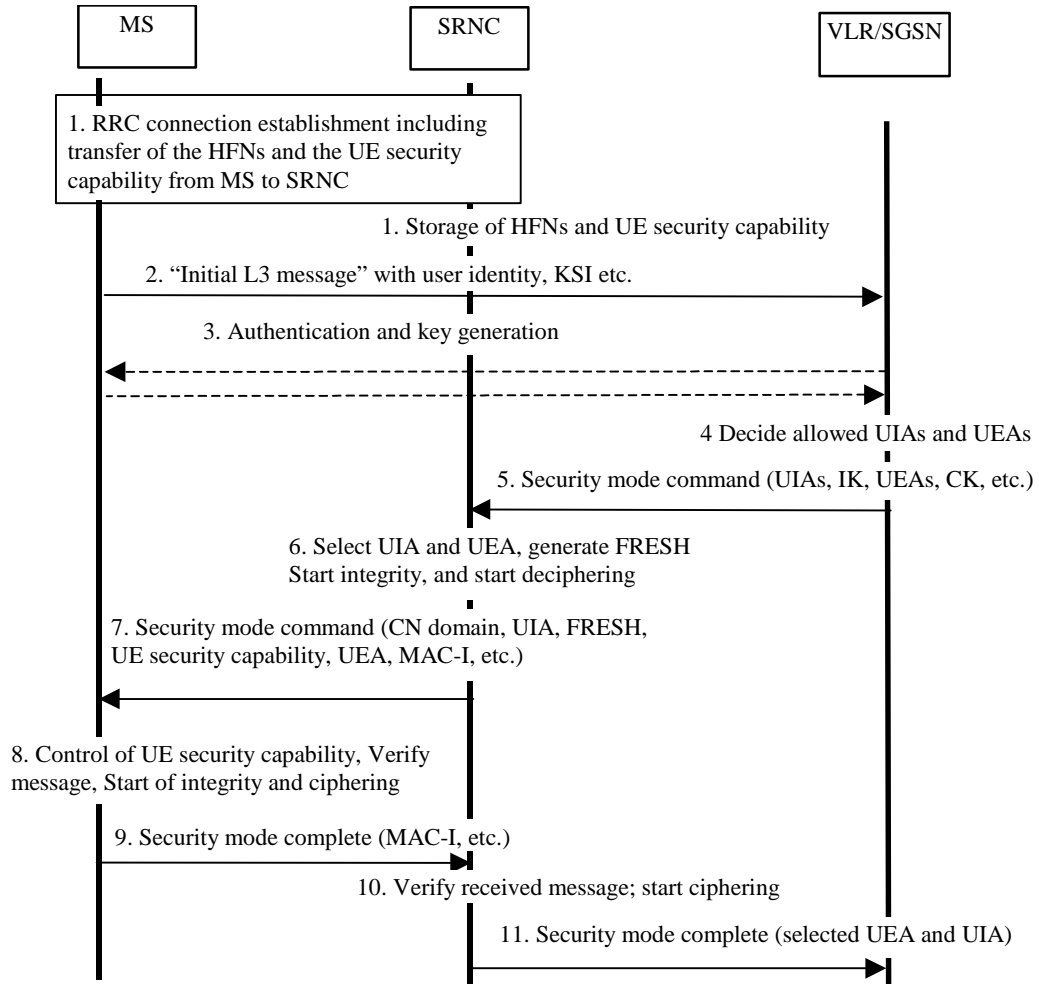 MS
SRNC
VLR/SGSN
1. RRC connection establishment including
transfer of the HFNs and the UE security
capability from MS to SRNC
1. Storage of HFNs and UE security capability
2. “Initial L3 message” with user identity, KSI etc.
3. Authentication and key generation
4 Decide allowed UIAs and UEAs
5. Security mode command (UIAs, IK, UEAs, CK, etc.)
6. Select UIA and UEA, generate FRESH
Start integrity, and start deciphering
7. Security mode command (CN domain, UIA, FRESH,
UE security capability, UEA, MAC-I, etc.)
8. Control of UE security capability, Verify
message, Start of integrity and ciphering
9. Security mode complete (MAC-I, etc.)
10. Verify received message; start ciphering
11. Security mode complete (selected UEA and UIA)